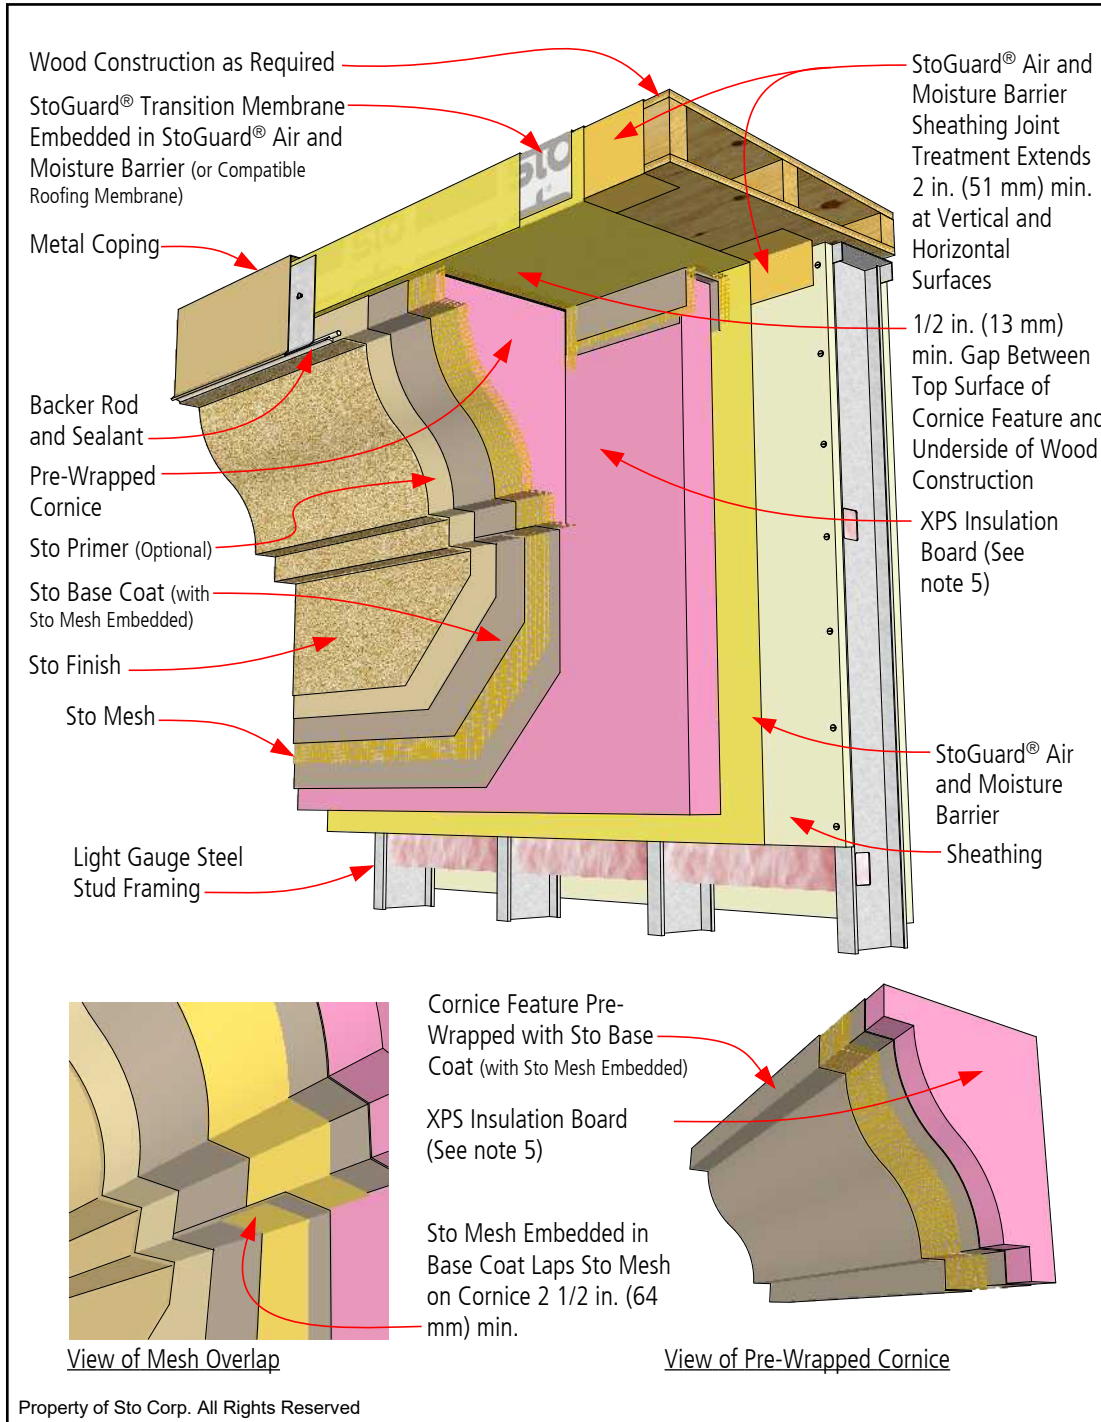 Wood Construction as Required
StoGuard® Transition Membrane
Embedded in StoGuard® Air and
Moisture Barrier (or Compatible
Roofing Membrane)
Metal Coping
Backer Rod
and Sealant
Pre-Wrapped
Cornice
Sto Primer (Optional)
Sto Base Coat (with
Sto Mesh Embedded)
Sto Finish
Sto Mesh
Light Gauge Steel
Stud Framing
sto
sto
StoGuard® Air and
Moisture Barrier
Sheathing Joint
Treatment Extends
2 in. (51 mm) min.
at Vertical and
Horizontal
Surfaces
1/2 in. (13 mm)
min. Gap Between
Top Surface of
Cornice Feature and
Underside of Wood
Construction
XPS Insulation
Board (See
note 5)
StoGuard® Air
and Moisture
Barrier
Sheathing
Cornice Feature Pre-
Wrapped with Sto Base
Coat (with Sto Mesh Embedded)
XPS Insulation Board
(See note 5)
Sto Mesh Embedded in
Base Coat Laps Sto Mesh
on Cornice 2 1/2 in. (64
mm) min.
View of Mesh Overlap
View of Pre-Wrapped Cornice
Property of Sto Corp. All Rights Reserved